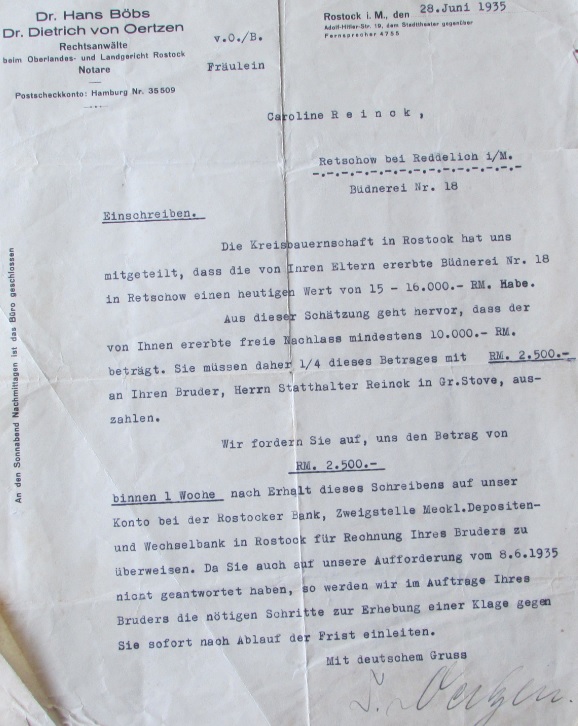 Dr. Hans Böbs
Dr. Dietrich von Oertzen
Rechtsanwälte
beim Oberlandes- und Landgericht Rostock
Notare
Postscheckkonto: Hamburg Nr. 35509
v.O./B.
Rostock i. M., den 28.Juni 1935
Adolf-Hitler-Str. 19, dem Stadttheater gegenüber
Fernsprecher 4755
Fräulein
Caroline R e i n c k ,
Retschow bei Reddelich i/M.
-.-.-.-.-.-.-.-.-.-.-.-.-.-.
Büdnerei Nr. 18
Einschreiben.
Die Kreisbauernschaft in Rostock hat uns
mitgeteilt, dass die von Ihren Eltern ererbte Büdnerei Nr. 18
in Retschow einen heutigen Wert von 15 - 16.000.- RM. habe.
Aus dieser Schätzung geht hervor, dass der
von Ihnen ererbte freie Nachlass mindestens 10.000.- RM.
beträgt. Sie müssen daher 1/4 dieses Betrages mit RM. 2.500.-
an Ihren Bruder, Herrn Statthalter Reinck in Gr.Stove, aus-
zahlen.
Wir fordern Sie auf, uns den Betrag von
RM. 2.500.-
binnen 1 Woche nach Erhalt dieses Schreibens auf unser
Konto bei der Rostocker Bank, Zweigstelle Meckl.Depositen-
und Wechselbank in Rostock für Rechnung Ihres Bruders zu
überweisen. Da Sie auch auf unsere Aufforderung vom 8.6.1935
nicht geantwortet haben, so werden wir im Auftrage Ihres
Bruders die nötigen Schritte zur Erhebung einer Klage gegen
Sie sofort nach Ablauf der Frist einleiten.
Mit deutschem Gruss
An den Sonnabend Nachmittagen ist das Büro geschlossen